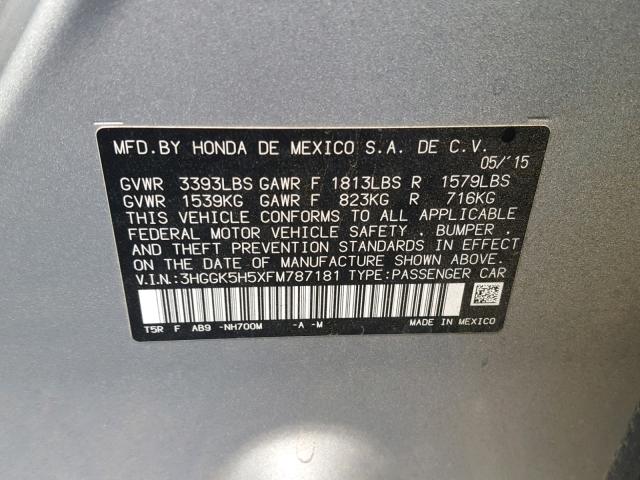 MFD.BY HONDA DE MEXICO S.A. DE C.V.
05/'15
GVWR 3393LBS GAWR F 1813LBS R 1579LBS
GVWR 1539KG GAWR F 823KG R 716KG
THIS VEHICLE CONFORMS TO ALL APPLICABLE
FEDERAL MOTOR VEHICLE SAFETY . BUMPER .
AND THEFT PREVENTION STANDARDS IN EFFECT
ON THE DATE OF MANUFACTURE SHOWN ABOVE.
V.I.N.:3HGGK5H5XFM787181 TYPE:PASSENGER CAR
T5R F AB9 -NH700M -A -M
MADE IN MEXICO